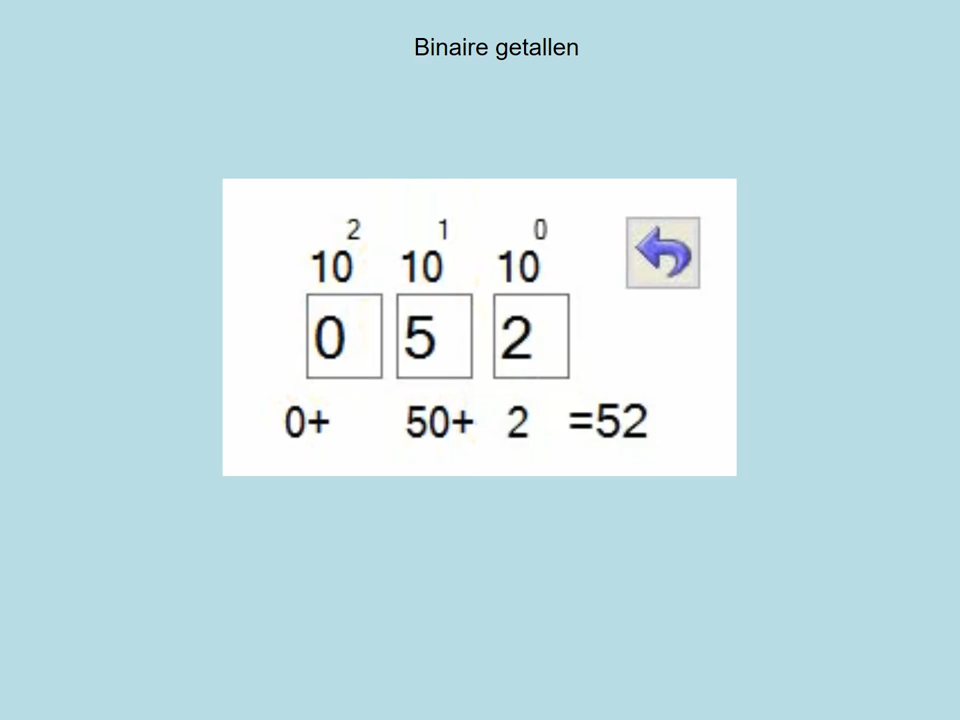 Binaire getallen
2 1 0
10 10 10
0 5 2
0+ 50+ 2 =52